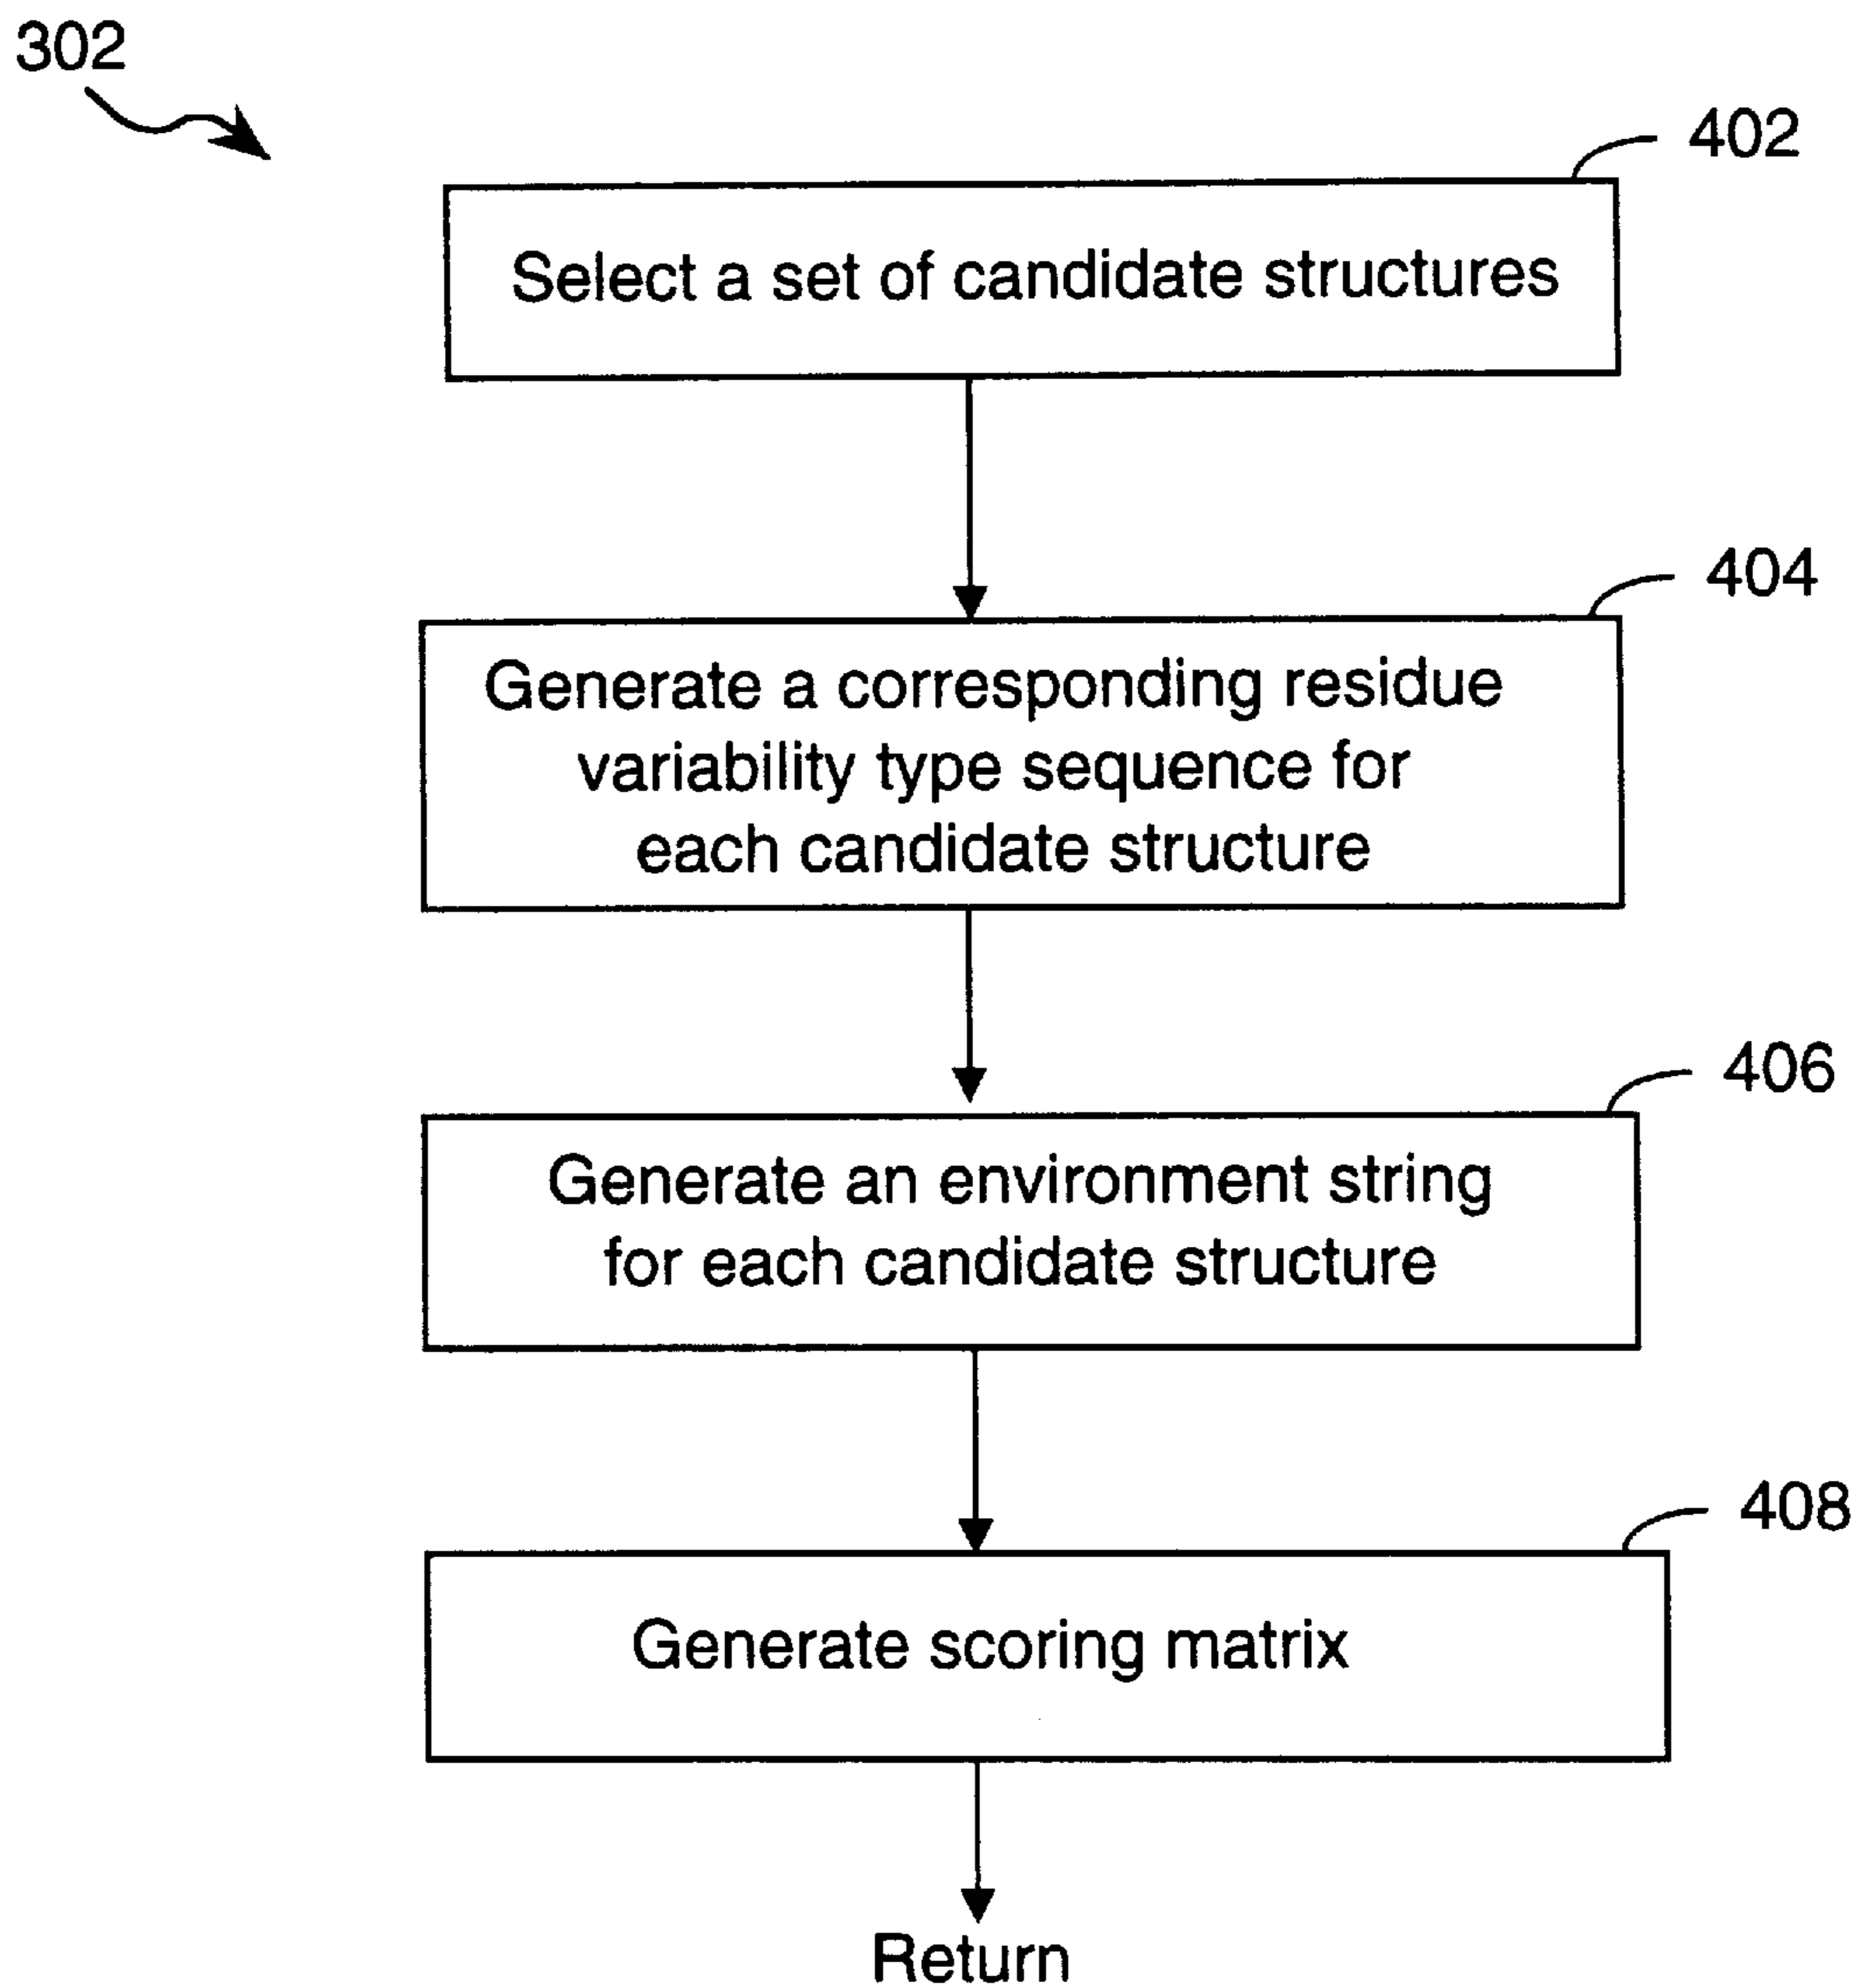 302
402
Select a set of candidate structures
404
Generate a corresponding residue
variability type sequence for
each candidate structure
406
Generate an environment string
for each candidate structure
408
Generate scoring matrix
Return